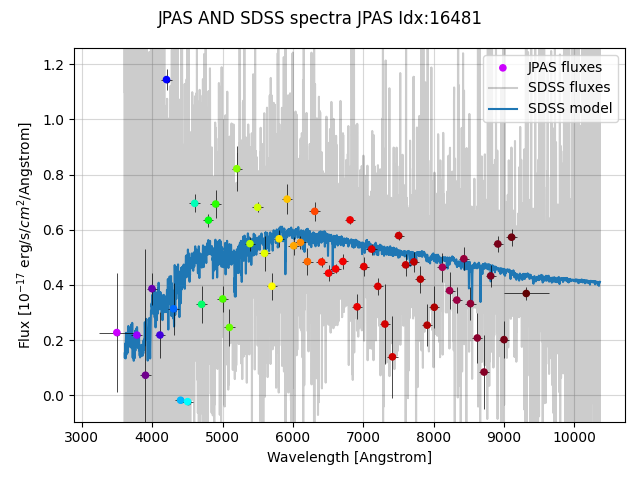 JPAS AND SDSS spectra JPAS Idx:16481
JPAS fluxes
SDSS fluxes
SDSS model
1.2
1.0
0.8
0.6
0.4
0.2
0.0
Flux [10⁻¹⁷ erg/s/cm²/Angstrom]
3000 4000 5000 6000 7000 8000 9000 10000
Wavelength [Angstrom]